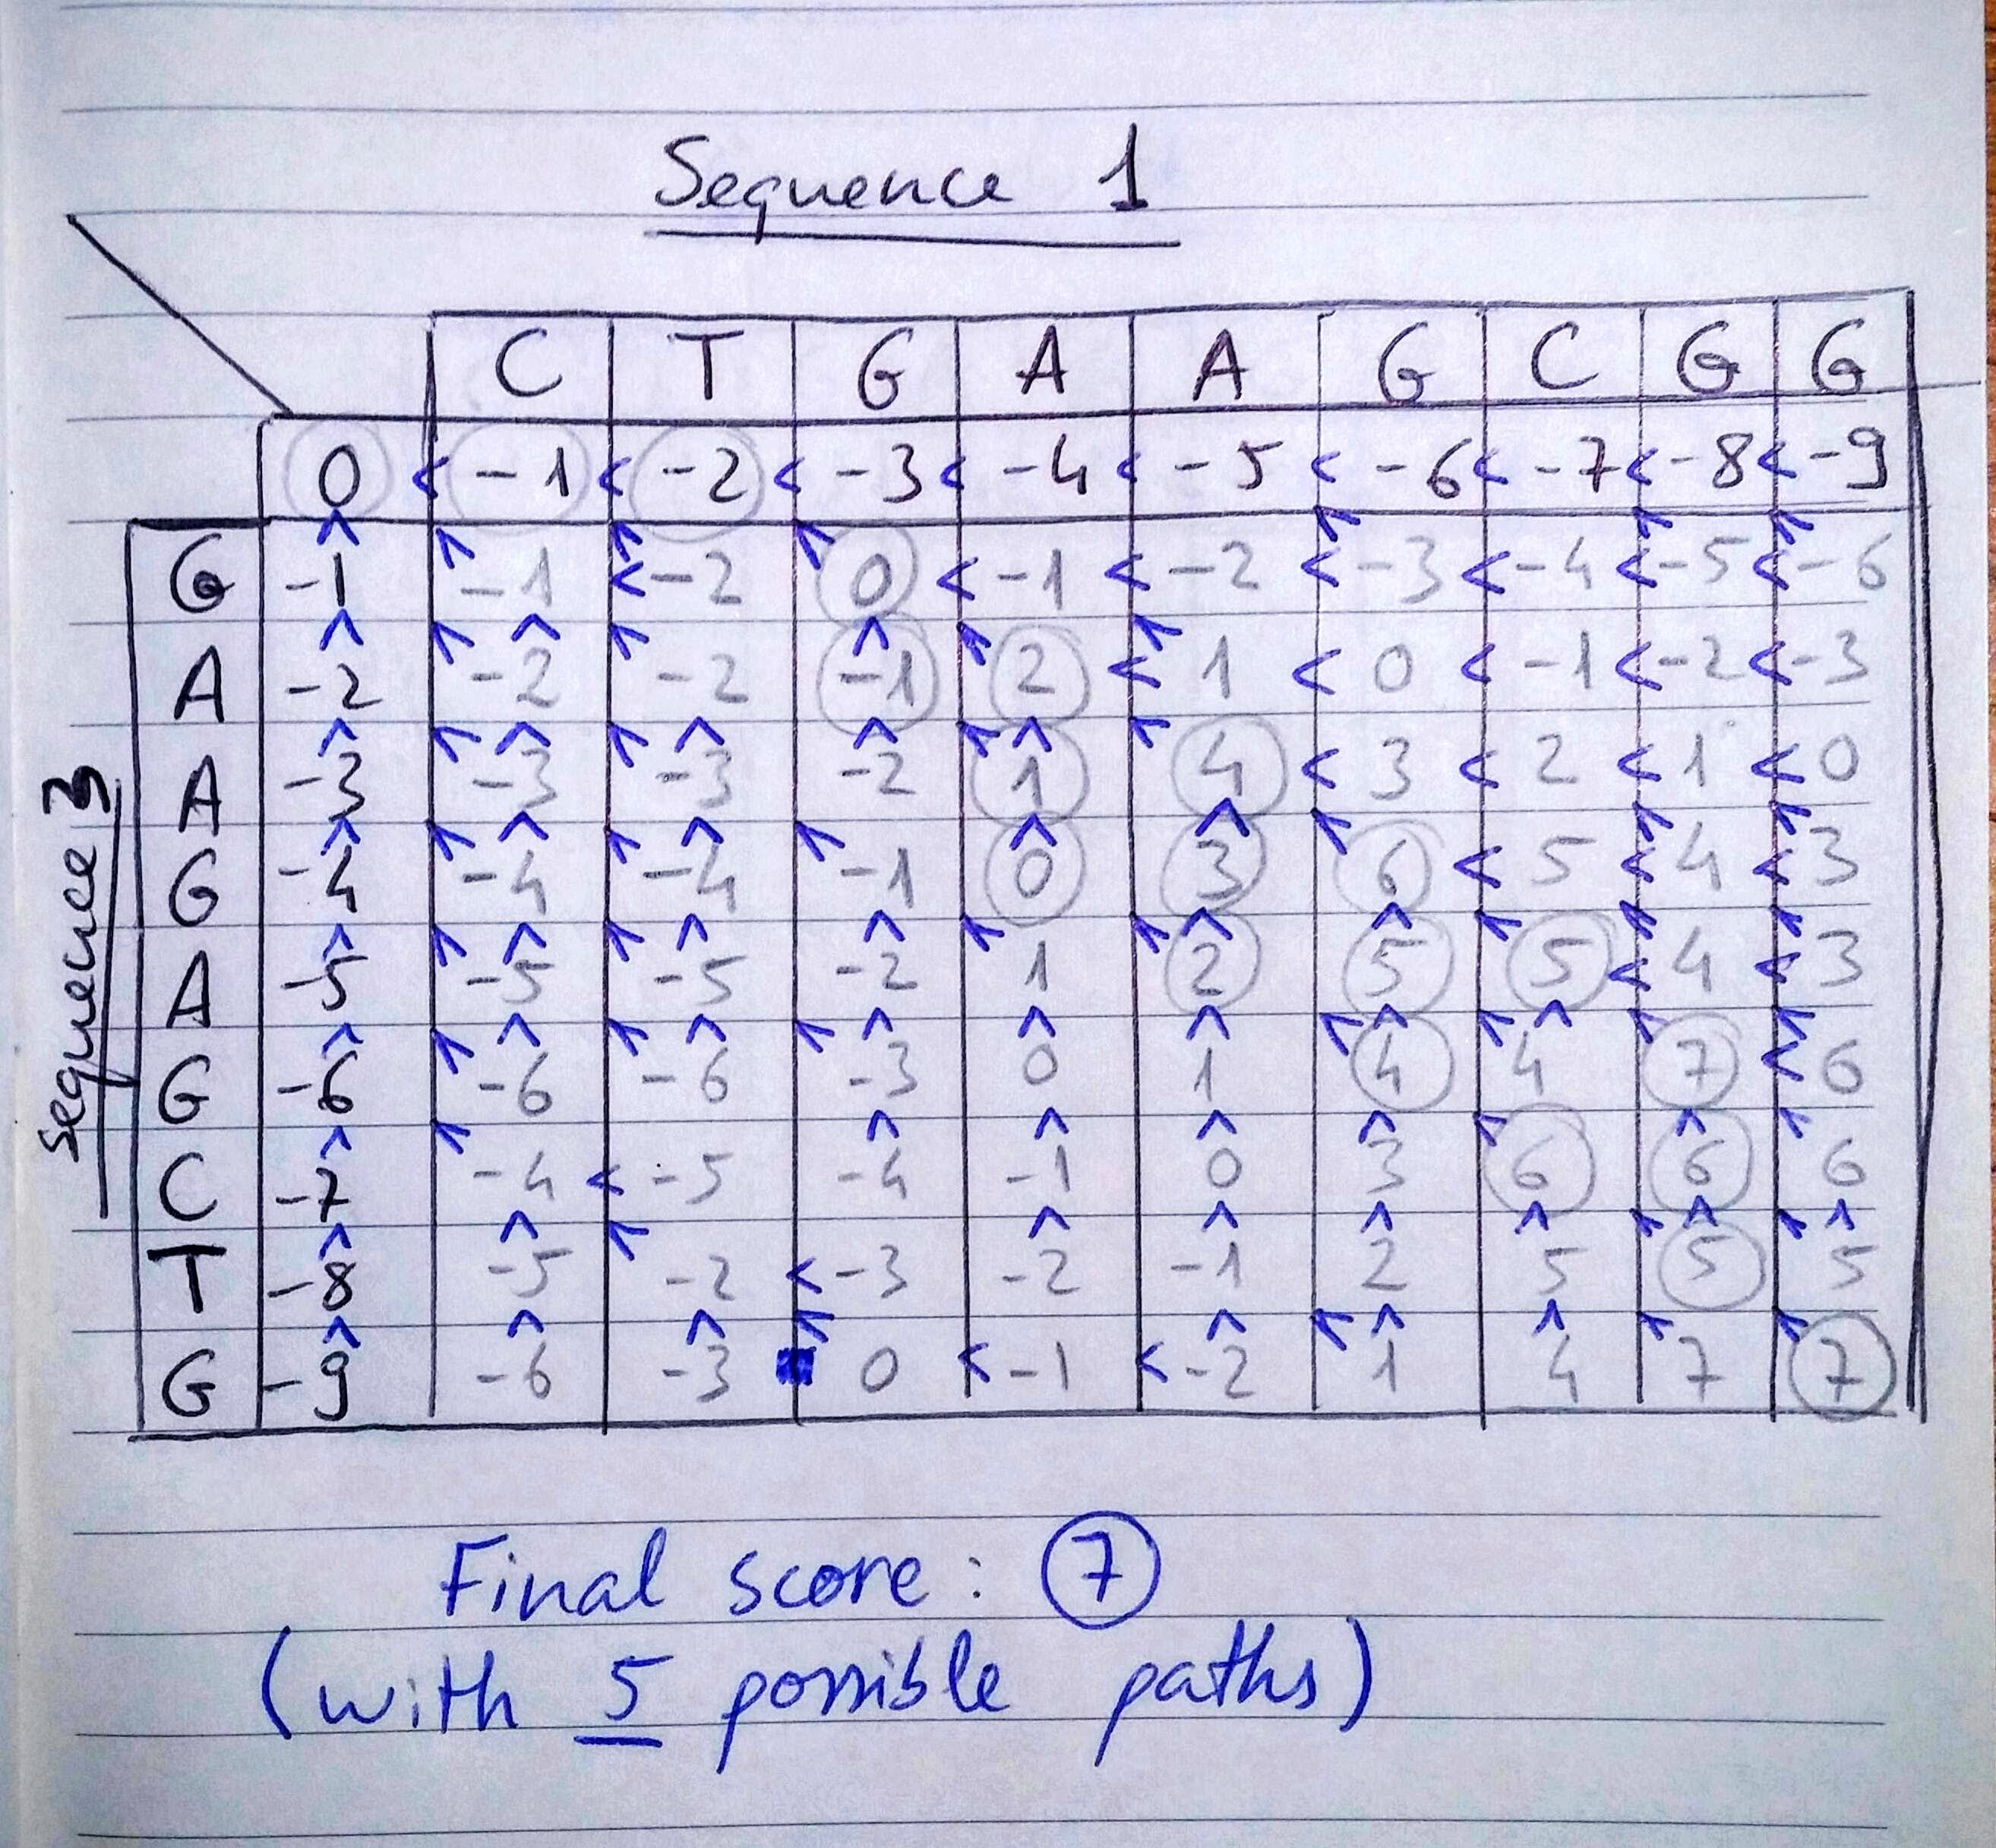 Sequence 1
C T G A A G C G G
0 < -1 < -2 < -3 < -4 < -5 < -6 < -7 < -8 < -9
G -1 -1 < -2 0 < -1 < -2 < -3 < -4 < -5 < -6
A -2 -2 -2 -1 2 < 1 < 0 < -1 < -2 < -3
A -3 -3 -3 -2 1 4 < 3 < 2 < 1 < 0
G -4 -4 -4 -1 0 3 6 < 5 < 4 < 3
A -5 -5 -5 -2 1 2 5 5 < 4 < 3
G -6 -6 -6 -3 0 1 4 4 7 < 6
C -7 -4 < -5 -4 -1 0 3 6 6 6
T -8 -5 -2 < -3 -2 -1 2 5 5 5
G -9 -6 -3 0 < -1 < -2 1 4 7 7
Sequence 3
Final score: 7
(with 5 possible paths)